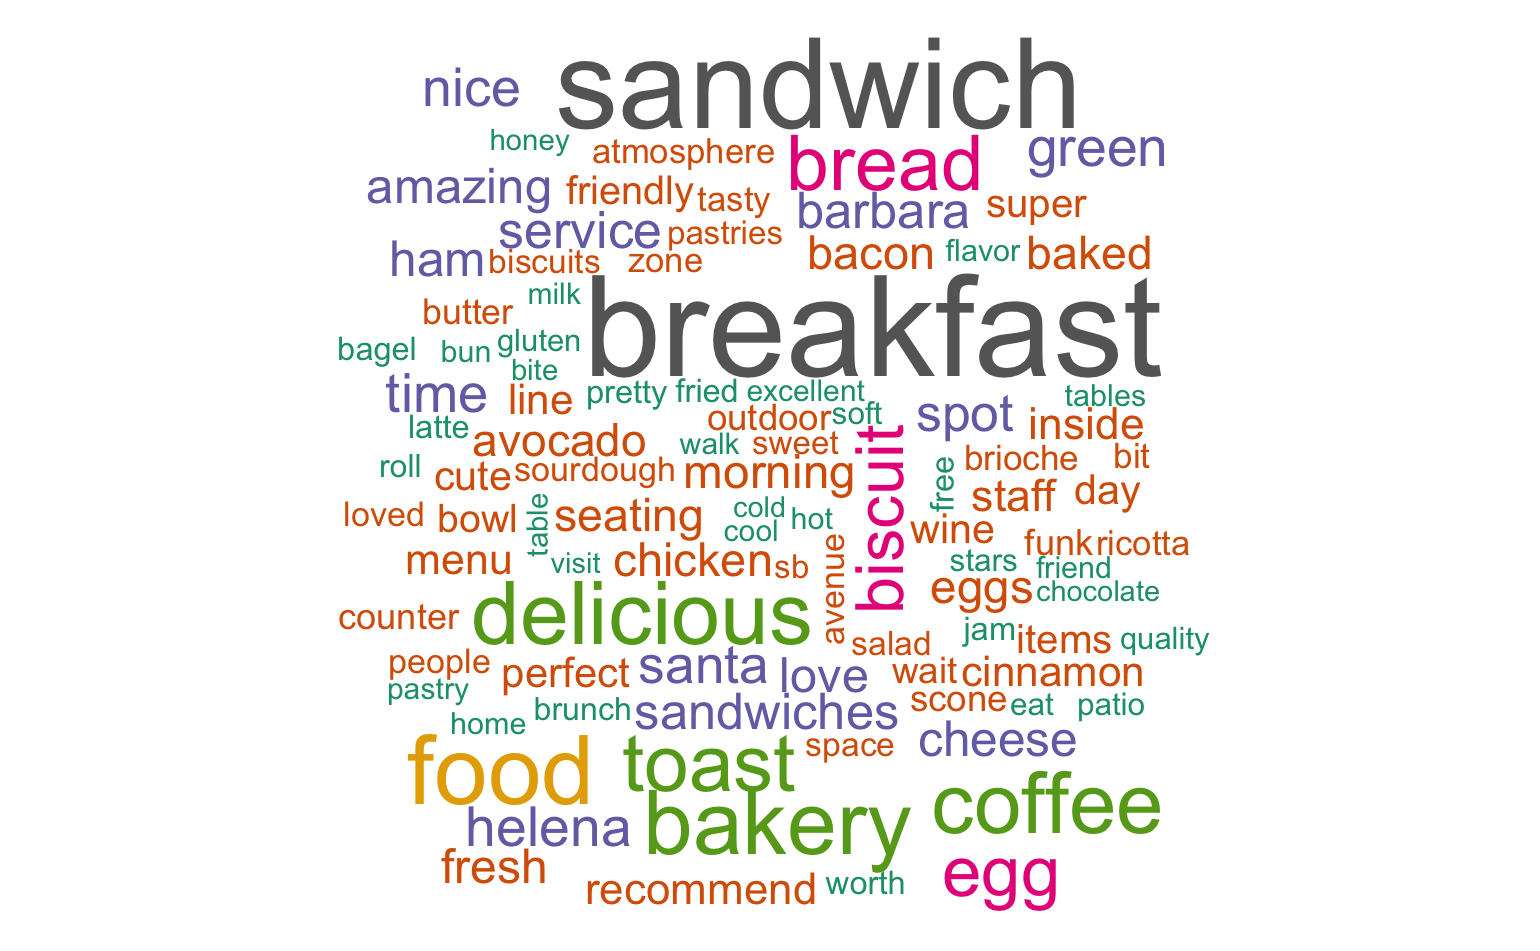 sandwich
nice
honey atmosphere bread green
amazing friendly tasty barbara super
service pastries
ham biscuits zone bacon flavor baked
milk
butter breakfast
bagel bun gluten
bite
time line pretty fried excellent tables
latte avocado outdoor soft spot inside
walk sweet biscuit
roll cute sourdough morning brioche bit
free staff day
loved bowl table seating cold hot wine
cool
menu visit chicken sb avenue stars funk ricotta
friend
eggs chocolate
counter delicious
salad jam items quality
people perfect santa love wait cinnamon
pastry
home brunch sandwiches scone eat patio
food toast space cheese
helena bakery coffee
fresh recommend worth egg